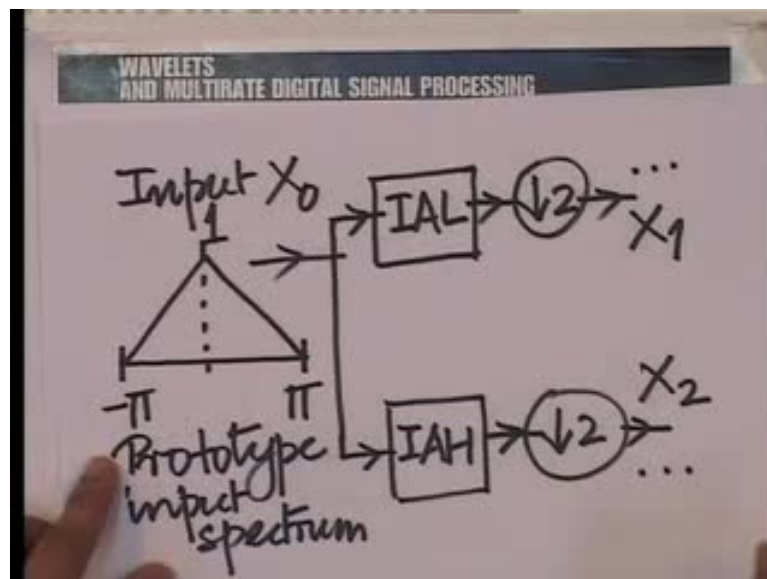 WAVELETS
AND MULTIRATE DIGITAL SIGNAL PROCESSING
Input X0
1
IAL
↓2
...
X1
-π
π
IAH
↓2
X2
...
Prototype
input
spectrum